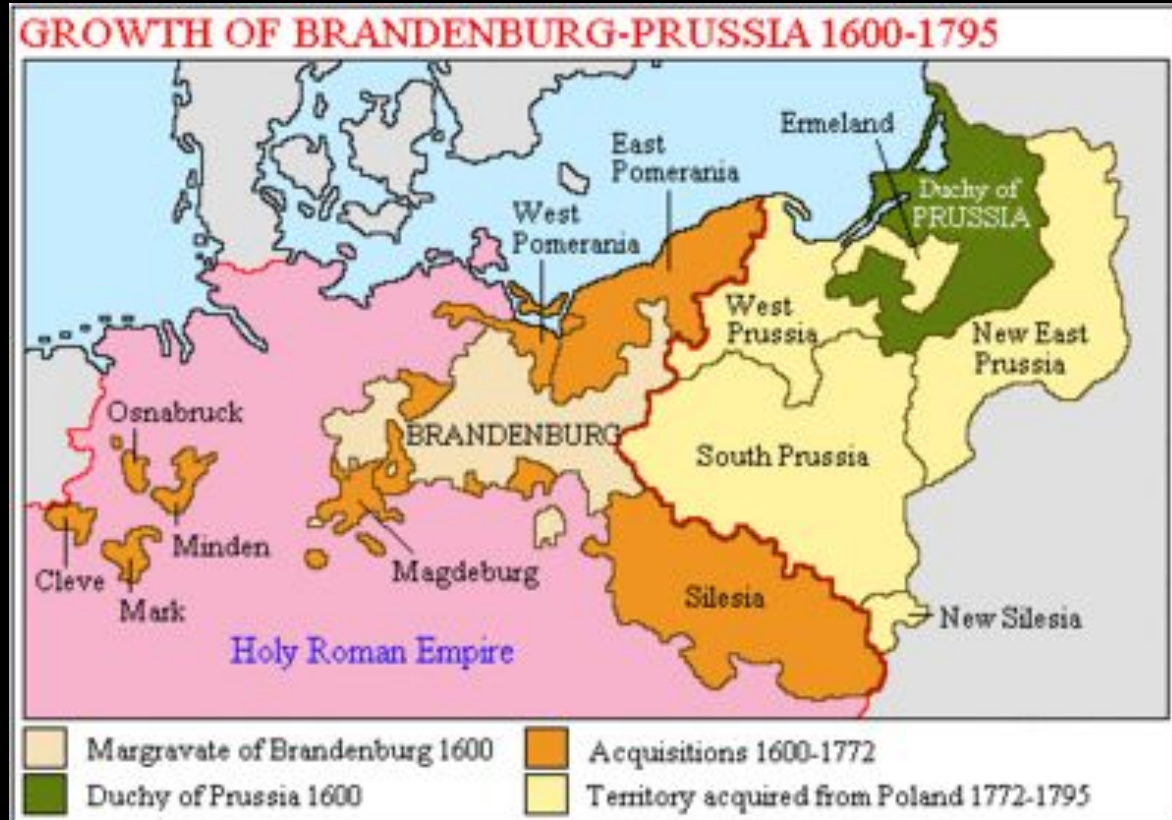 GROWTH OF BRANDENBURG-PRUSSIA 1600-1795
Ermeland
East
Pomerania
West
Pomerania
Duchy of
PRUSSIA
West
Prussia
New East
Prussia
Osnabruck
BRANDENBURG
South Prussia
Minden
Cleve
Mark
Magdeburg
Silesia
New Silesia
Holy Roman Empire
Margravate of Brandenburg 1600
Acquisitions 1600-1772
Duchy of Prussia 1600
Territory acquired from Poland 1772-1795